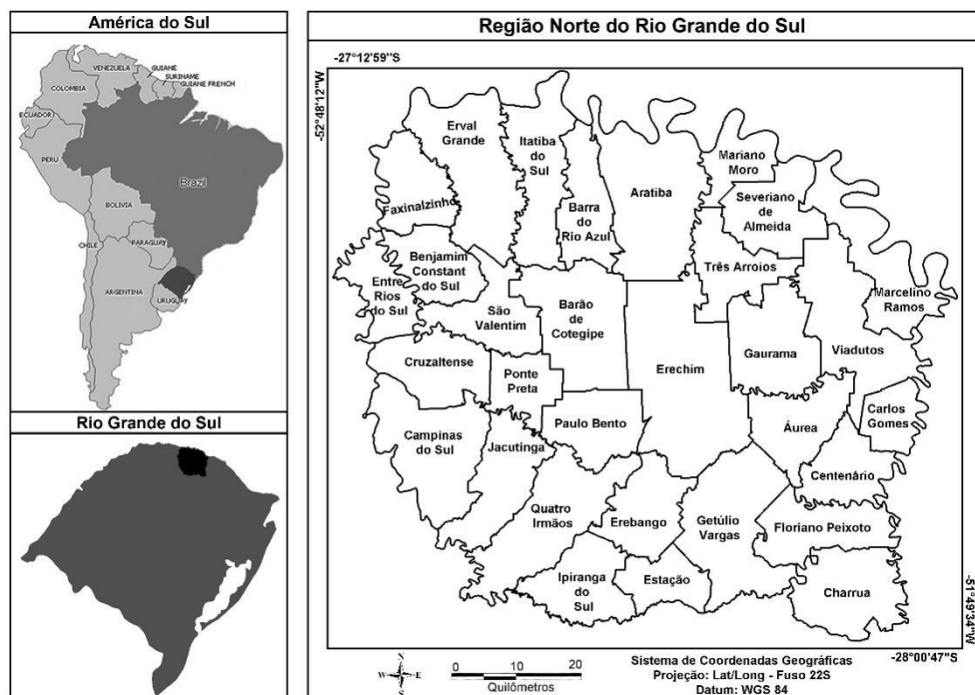 América do Sul
VENEZUELA
GUIANE
SURINAME
GUIANE FRENCH
COLOMBIA
ECUADOR
PERU
Brazil
BOLIVIA
PARAGUAY
CHILE
ARGENTINA
URUGUAY
Rio Grande do Sul
Região Norte do Rio Grande do Sul
-27°12'59"S
-52°48'12"W
Erval
Grande
Itatiba
do
Sul
Mariano
Moro
Aratiba
Severiano
de
Almeida
Faxinalzinho
Barra
do
Rio Azul
Benjamim
Constant
do Sul
Três Arroios
Entre
Rios
do Sul
Marcelino
Ramos
São
Valentim
Barão
de
Cotegipe
Viadutos
Gaurama
Cruzaltense
Erechim
Ponte
Preta
Carlos
Gomes
Paulo Bento
Áurea
Campinas
do Sul
Jacutinga
Centenário
Quatro
Irmãos
Erebango
Getúlio
Vargas
Floriano Peixoto
Ipiranga
do
Sul
Estação
Charrua
-51°49'34"W
-28°00'47"S
N
W
E
S
0 10 20
Quilômetros
Sistema de Coordenadas Geográficas
Projeção: Lat/Long - Fuso 22S
Datum: WGS 84